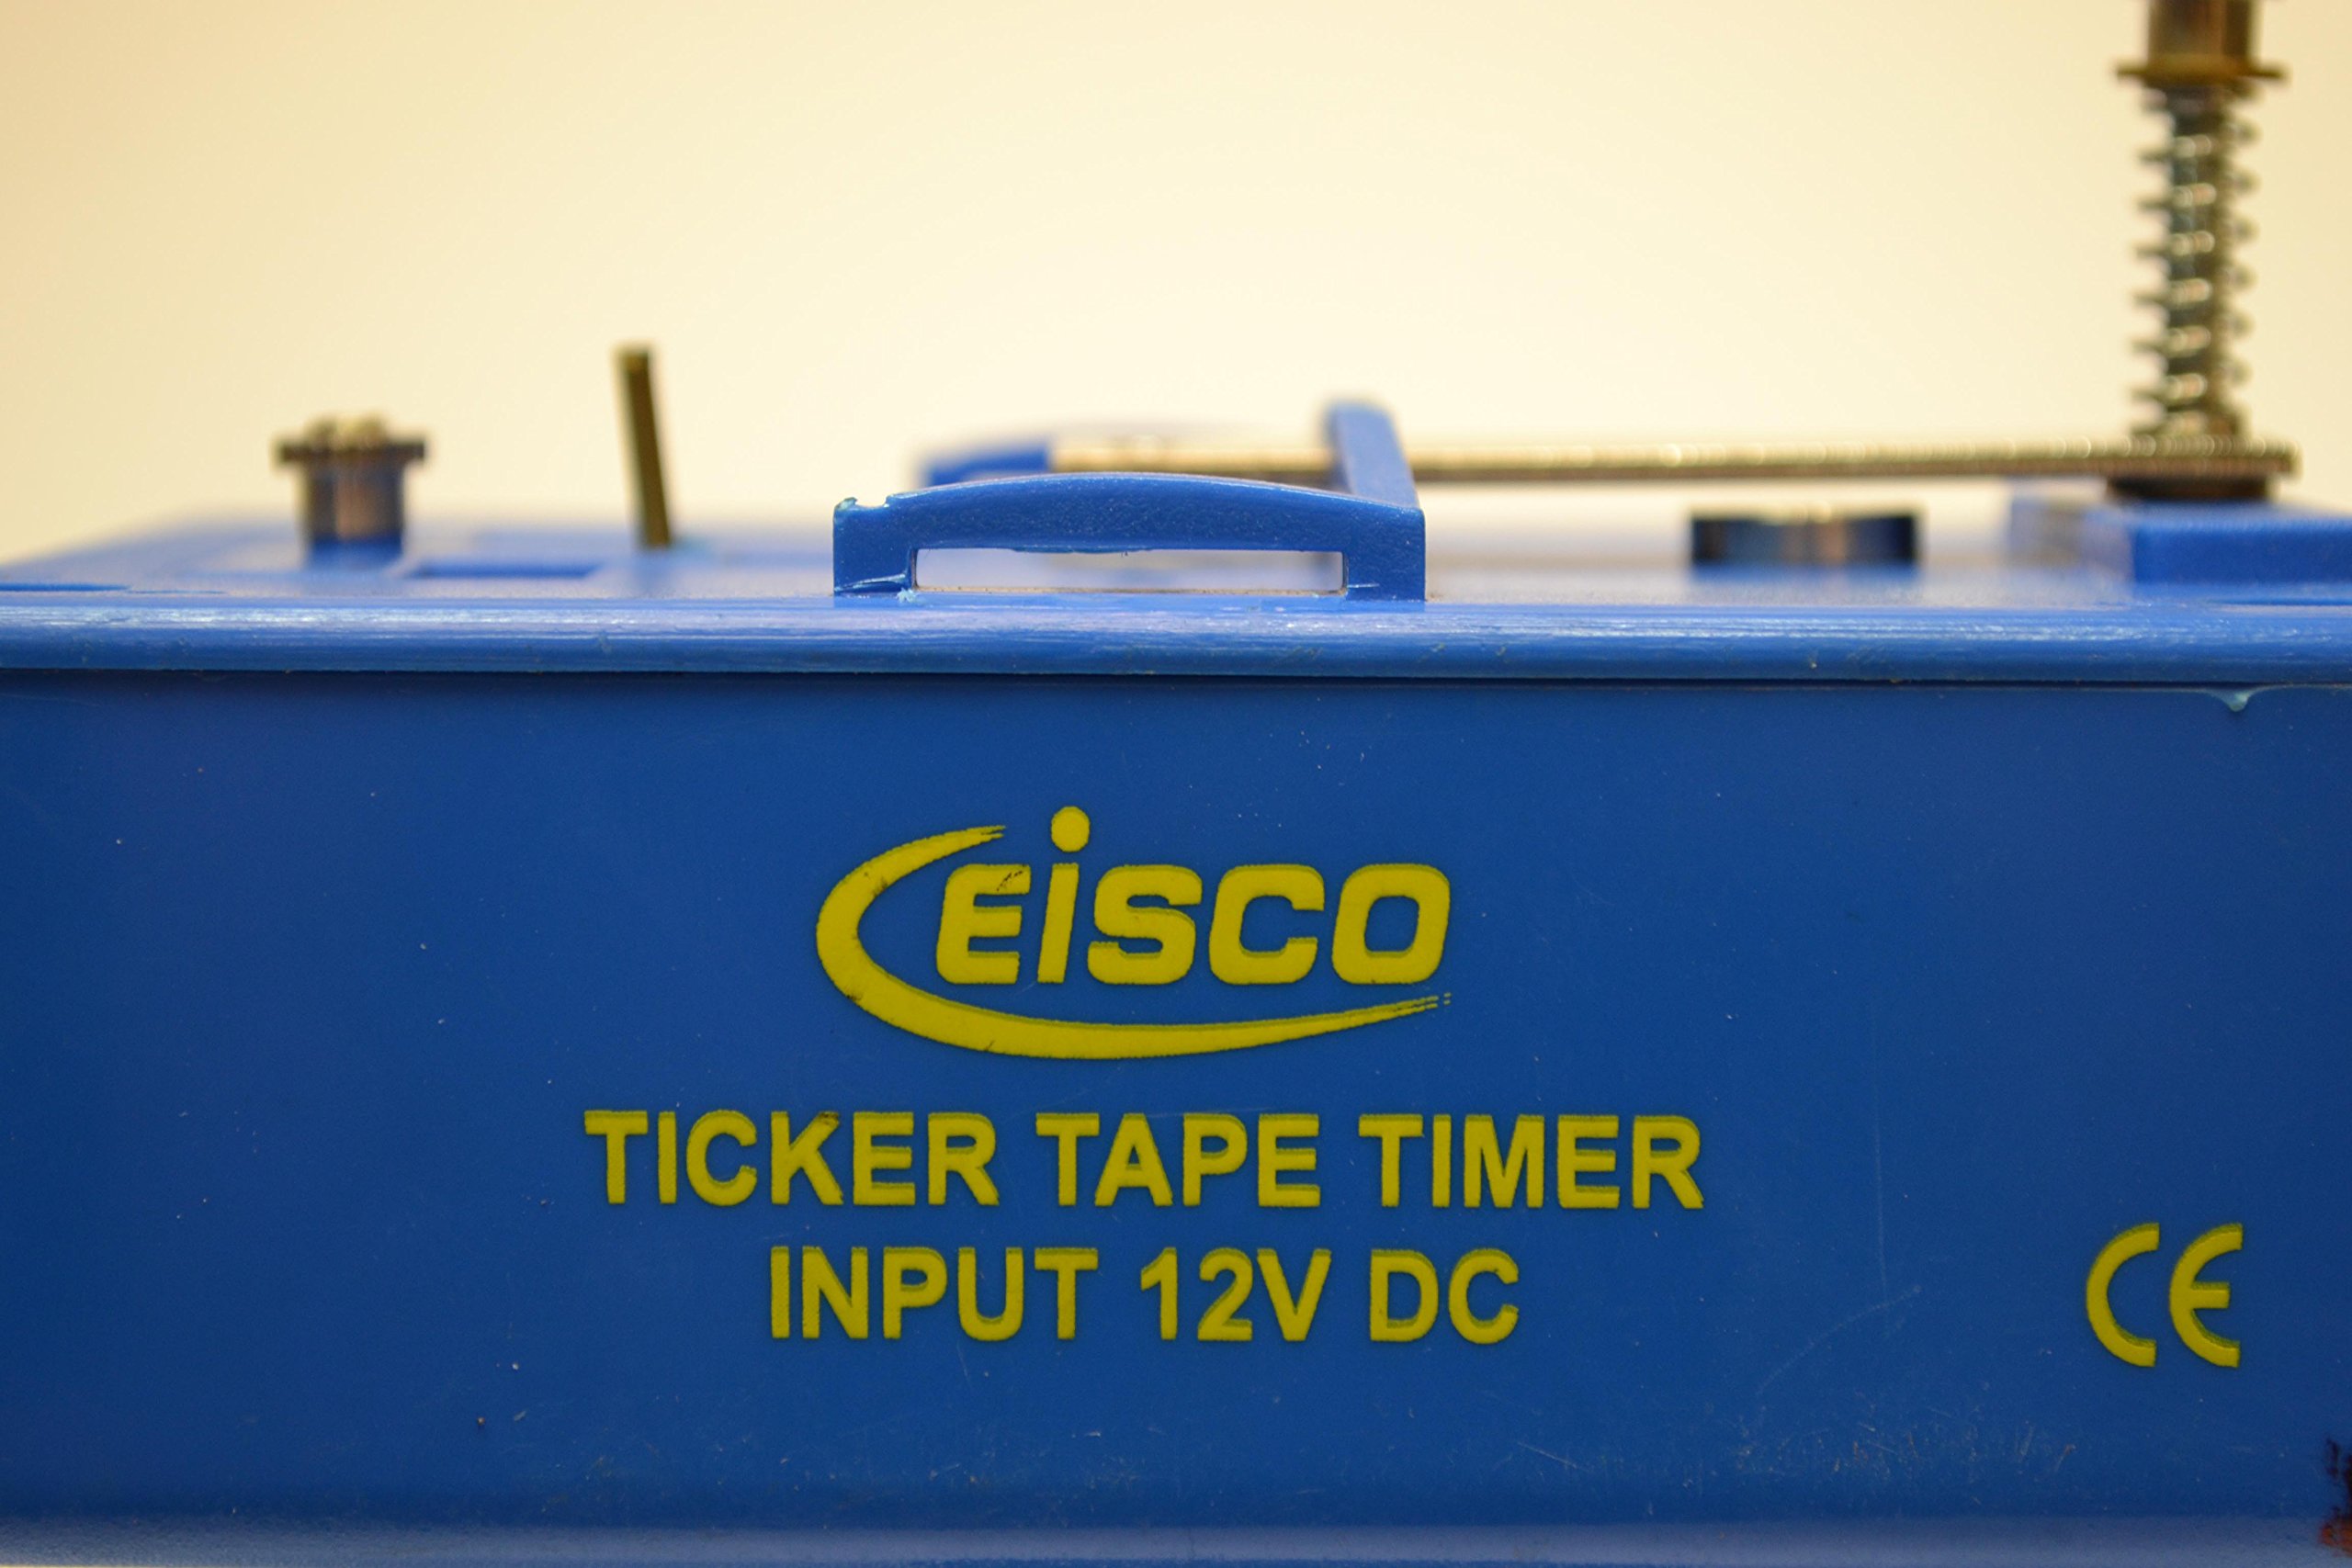 eisco
TICKER TAPE TIMER
INPUT 12V DC
CE